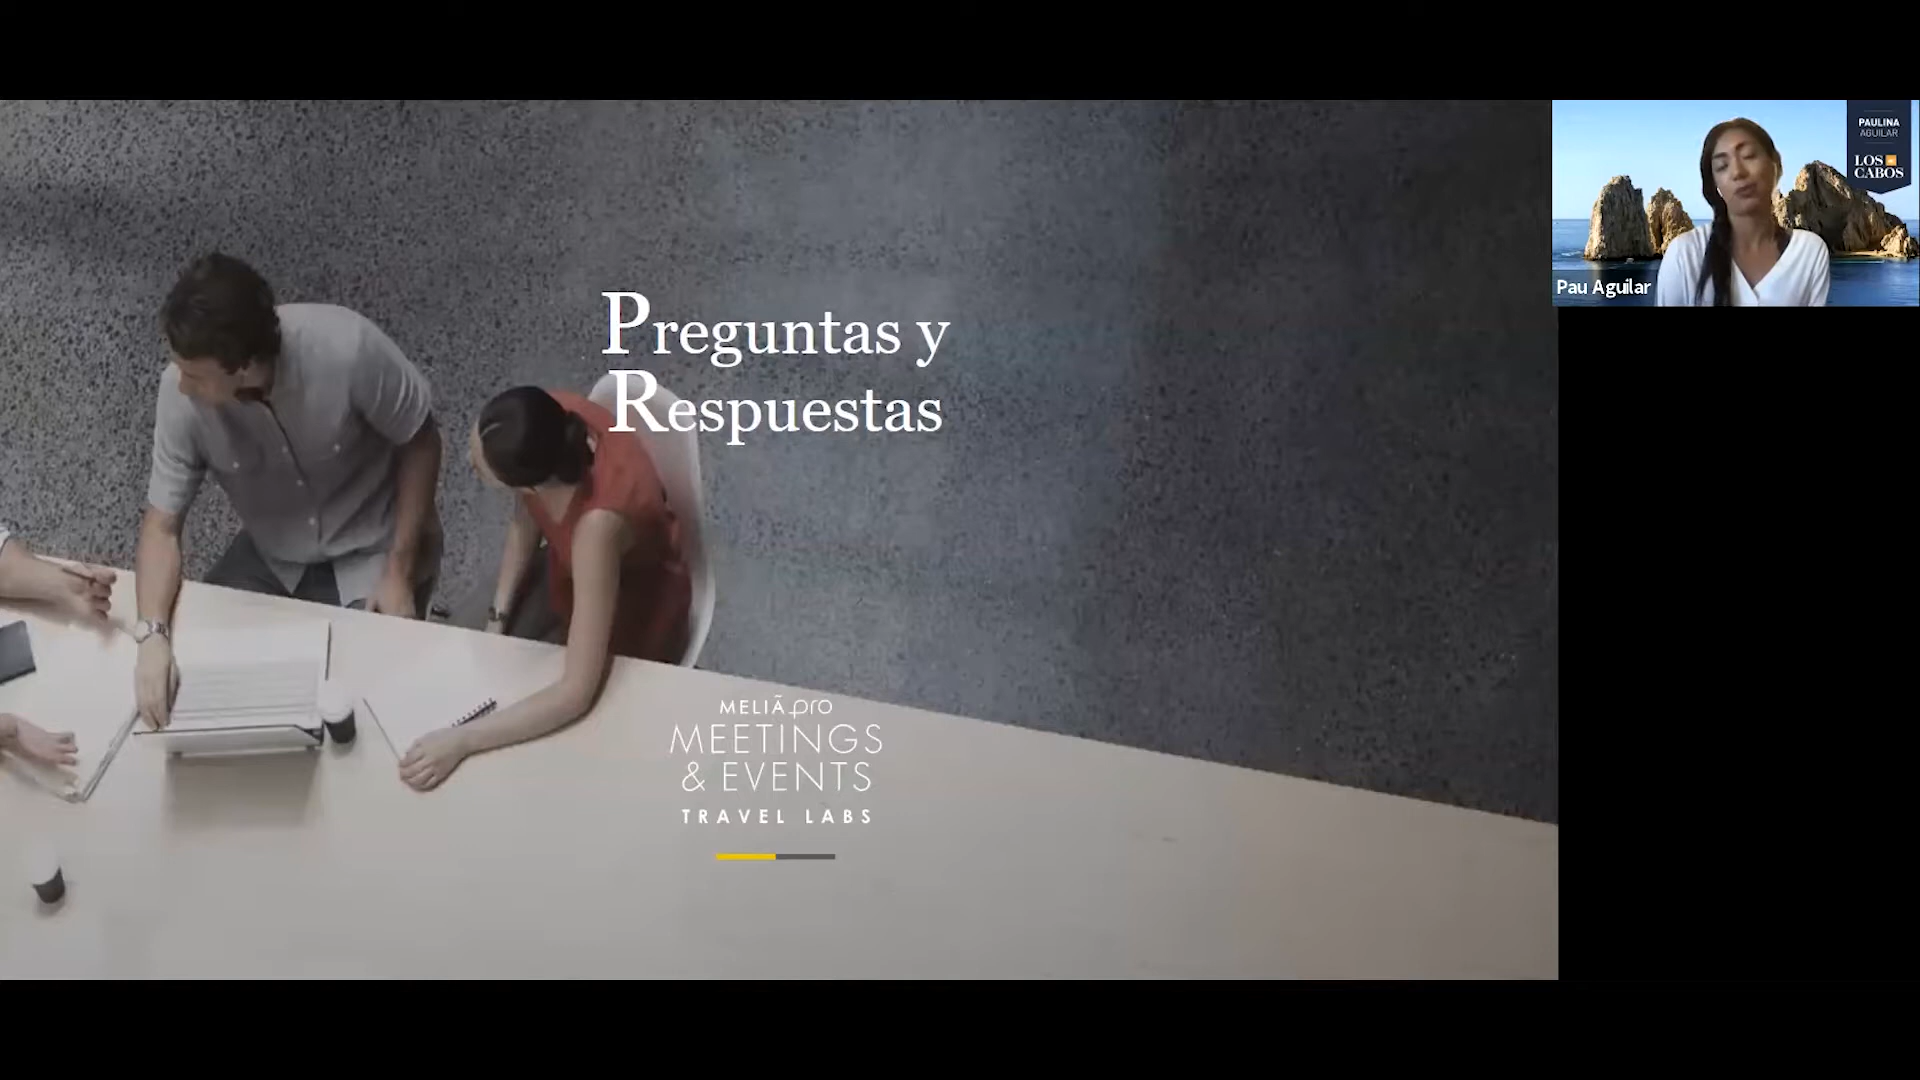 Preguntas y
Respuestas
MELIÃ pro
MEETINGS
& EVENTS
TRAVEL LABS
PAULINA
AGUILAR
LOS
CABOS
Pau Aguilar